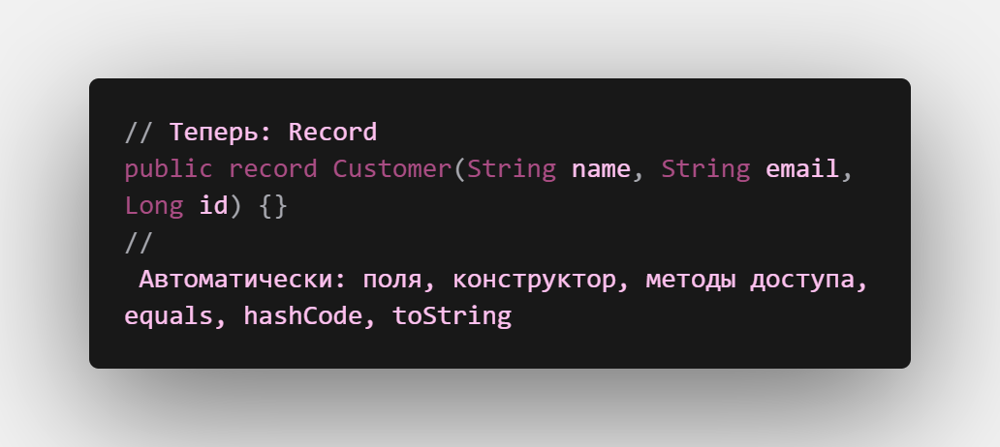 // Теперь: Record
public record Customer(String name, String email,
Long id) {}
//
Автоматически: поля, конструктор, методы доступа,
equals, hashCode, toString